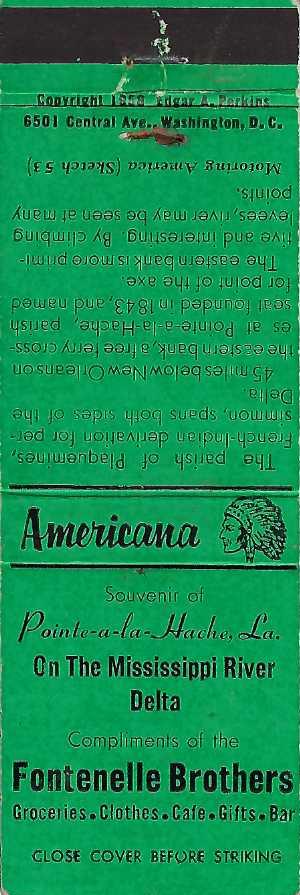 Copyright 1958 Edgar A. Perkins
6501 Central Ave., Washington, D. C.
The parish of Plaquemines,
French-Indian derivation for per-
simmon, spans both sides of the
Delta.
45 miles below New Orleans on
the eastern bank, a free ferry cross-
es at Pointe-a-la-Hache, parish
seat founded in 1843, and named
for point of the axe.
The eastern bank is more primi-
tive and interesting. By climbing
levees, river may be seen at many
points.
Motoring America (Sketch 53)
Americana
Souvenir of
Pointe-a-la-Hache, La.
On The Mississippi River
Delta
Compliments of the
Fontenelle Brothers
Groceries • Clothes • Cafe • Gifts • Bar
CLOSE COVER BEFORE STRIKING